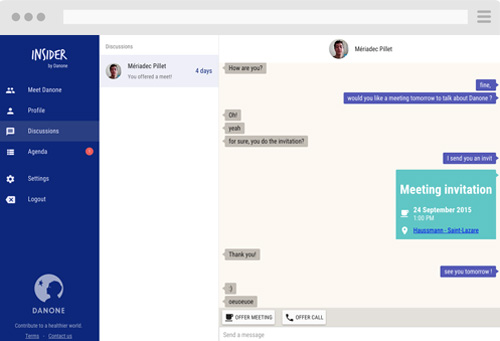 INSIDER
by Danone
Meet Danone
Profile
Discussions
Agenda
Settings
Logout
DANONE
Contribute to a healthier world.
Terms - Contact us
Discussions
Mériadec Pillet
You offered a meet!
4 days
Mériadec Pillet
How are you?
fine,
would you like a meeting tomorrow to talk about Danone ?
Oh!
yeah
for sure, you do the invitation?
I send you an invit
Meeting invitation
24 September 2015
1:00 PM
Haussmann - Saint-Lazare
Thank you!
see you tomorrow !
:)
oeuoeuoe
OFFER MEETING
OFFER CALL
Send a message